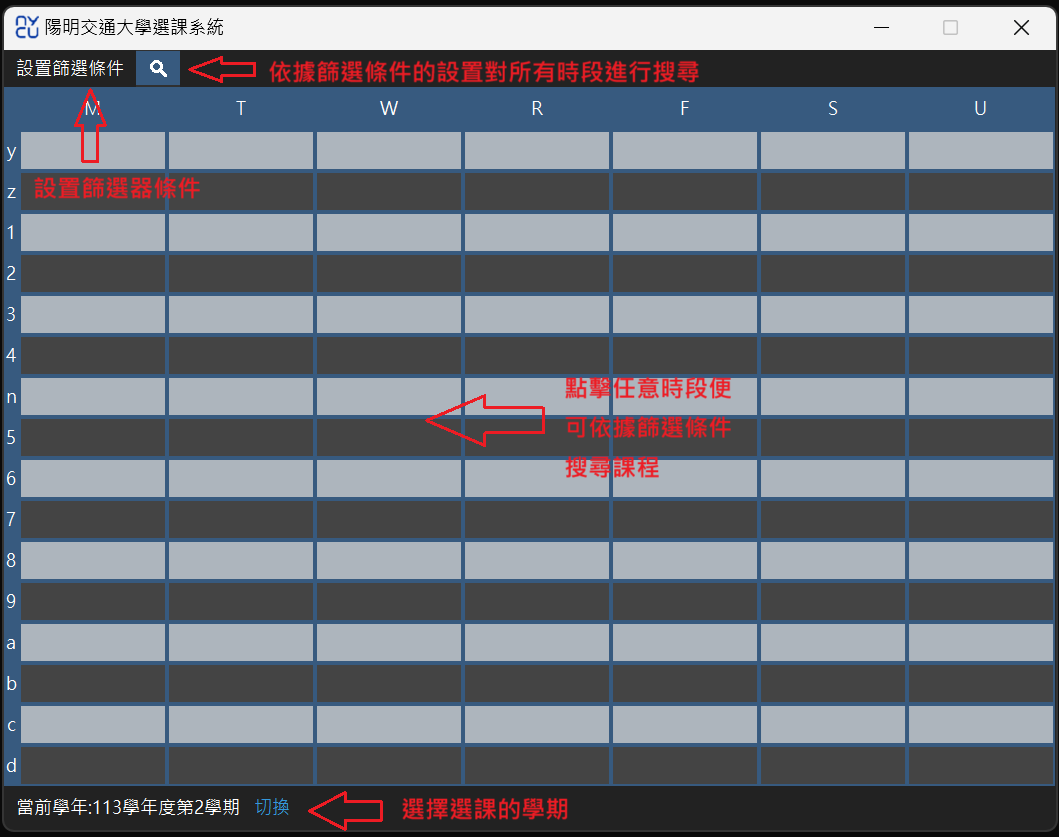 NYCU 陽明交通大學選課系統
設置篩選條件 依據篩選條件的設置對所有時段進行搜尋
M T W R F S U
y
設置篩選器條件
z
1
2
3
4
點擊任意時段便
n
可依據篩選條件
5
搜尋課程
6
7
8
9
a
b
c
d
當前學年:113學年度第2學期 切換 選擇選課的學期